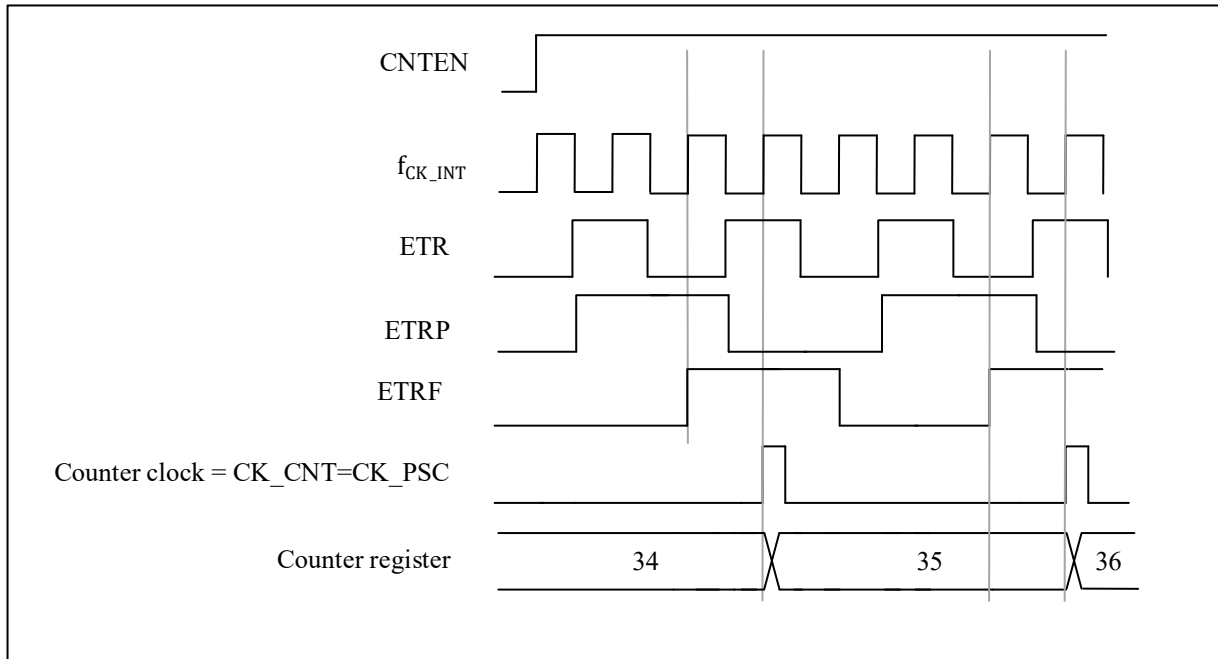 CNTEN
fCK_INT
ETR
ETRP
ETRF
Counter clock = CK_CNT=CK_PSC
Counter register
34
35
36